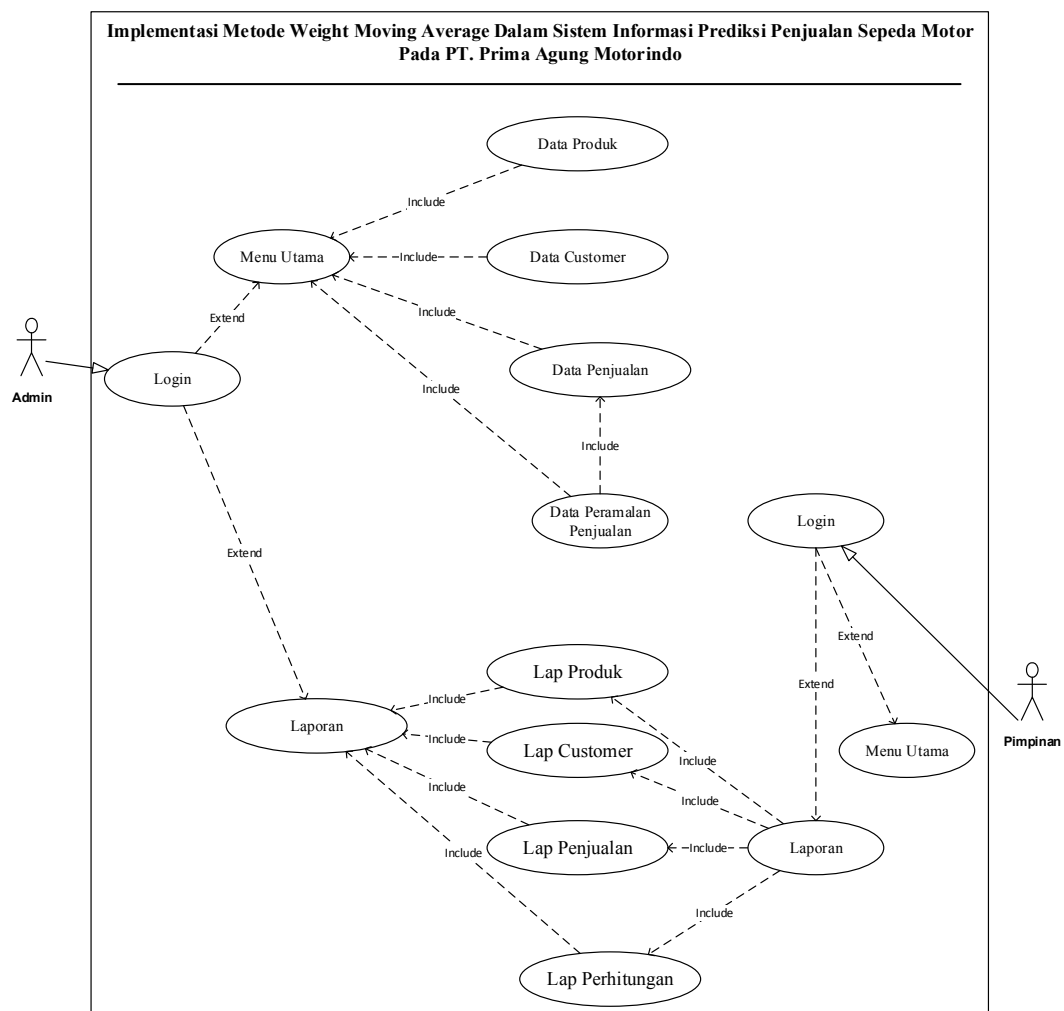 Implementasi Metode Weight Moving Average Dalam Sistem Informasi Prediksi Penjualan Sepeda Motor
Pada PT. Prima Agung Motorindo
Data Produk
Include
Menu Utama
Include
Data Customer
Extend
Include
Admin
Login
Data Penjualan
Include
Include
Data Peramalan
Penjualan
Login
Extend
Extend
Extend
Lap Produk
Include
Laporan
Include
Lap Customer
Include
Menu Utama
Pimpinan
Include
Include
Include
Lap Penjualan
Include
Laporan
Include
Lap Perhitungan